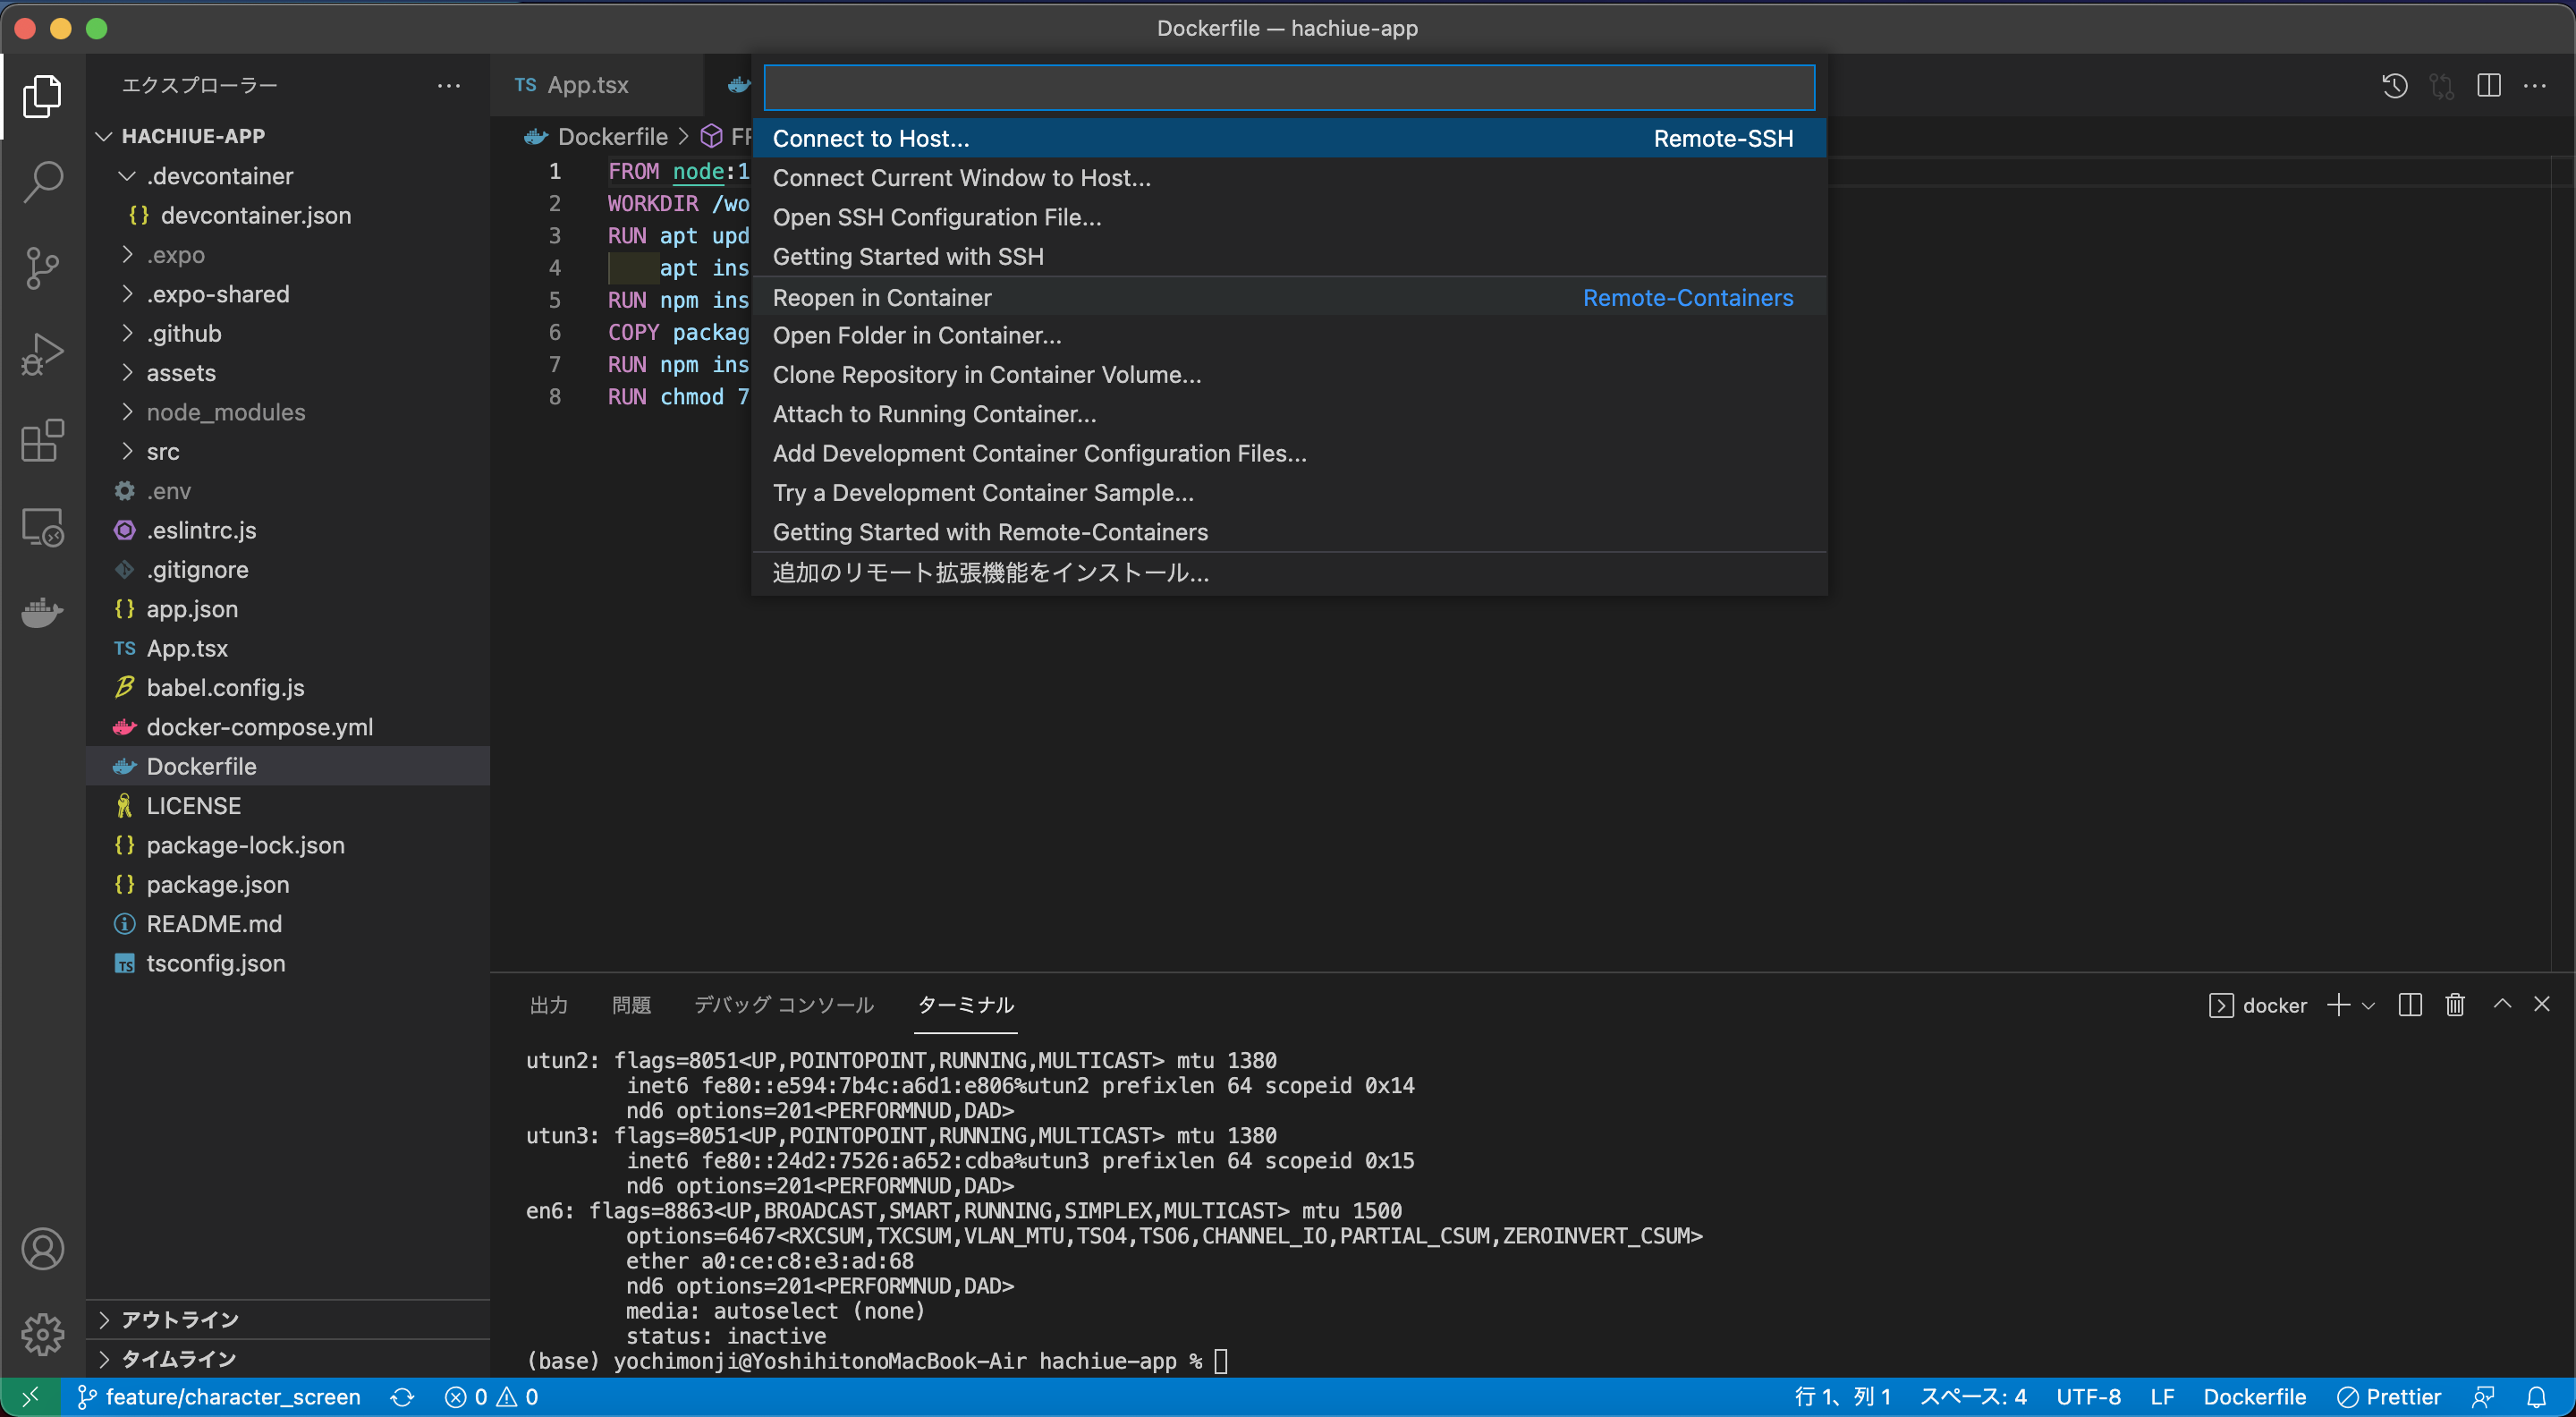 Dockerfile — hachiue-app
エクスプローラー
HACHIUE-APP
.devcontainer
{} devcontainer.json
.expo
.expo-shared
.github
assets
node_modules
src
.env
.eslintrc.js
.gitignore
{} app.json
TS App.tsx
babel.config.js
docker-compose.yml
Dockerfile
LICENSE
{} package-lock.json
{} package.json
README.md
TS tsconfig.json
アウトライン
タイムライン
TS App.tsx
Dockerfile > FR
1 FROM node:1
2 WORKDIR /wo
3 RUN apt upd
4 apt ins
5 RUN npm ins
6 COPY packag
7 RUN npm ins
8 RUN chmod 7
Connect to Host... Remote-SSH
Connect Current Window to Host...
Open SSH Configuration File...
Getting Started with SSH
Reopen in Container Remote-Containers
Open Folder in Container...
Clone Repository in Container Volume...
Attach to Running Container...
Add Development Container Configuration Files...
Try a Development Container Sample...
Getting Started with Remote-Containers
追加のリモート拡張機能をインストール...
出力 問題 デバッグ コンソール ターミナル docker
utun2: flags=8051<UP,POINTOPOINT,RUNNING,MULTICAST> mtu 1380
inet6 fe80::e594:7b4c:a6d1:e806%utun2 prefixlen 64 scopeid 0x14
nd6 options=201<PERFORMNUD,DAD>
utun3: flags=8051<UP,POINTOPOINT,RUNNING,MULTICAST> mtu 1380
inet6 fe80::24d2:7526:a652:cdba%utun3 prefixlen 64 scopeid 0x15
nd6 options=201<PERFORMNUD,DAD>
en6: flags=8863<UP,BROADCAST,SMART,RUNNING,SIMPLEX,MULTICAST> mtu 1500
options=6467<RXCSUM,TXCSUM,VLAN_MTU,TSO4,TSO6,CHANNEL_IO,PARTIAL_CSUM,ZEROINVERT_CSUM>
ether a0:ce:c8:e3:ad:68
nd6 options=201<PERFORMNUD,DAD>
media: autoselect (none)
status: inactive
(base) yochimonji@YoshihitonoMacBook-Air hachiue-app %
feature/character_screen 0 0 行 1、列 1 スペース: 4 UTF-8 LF Dockerfile Prettier